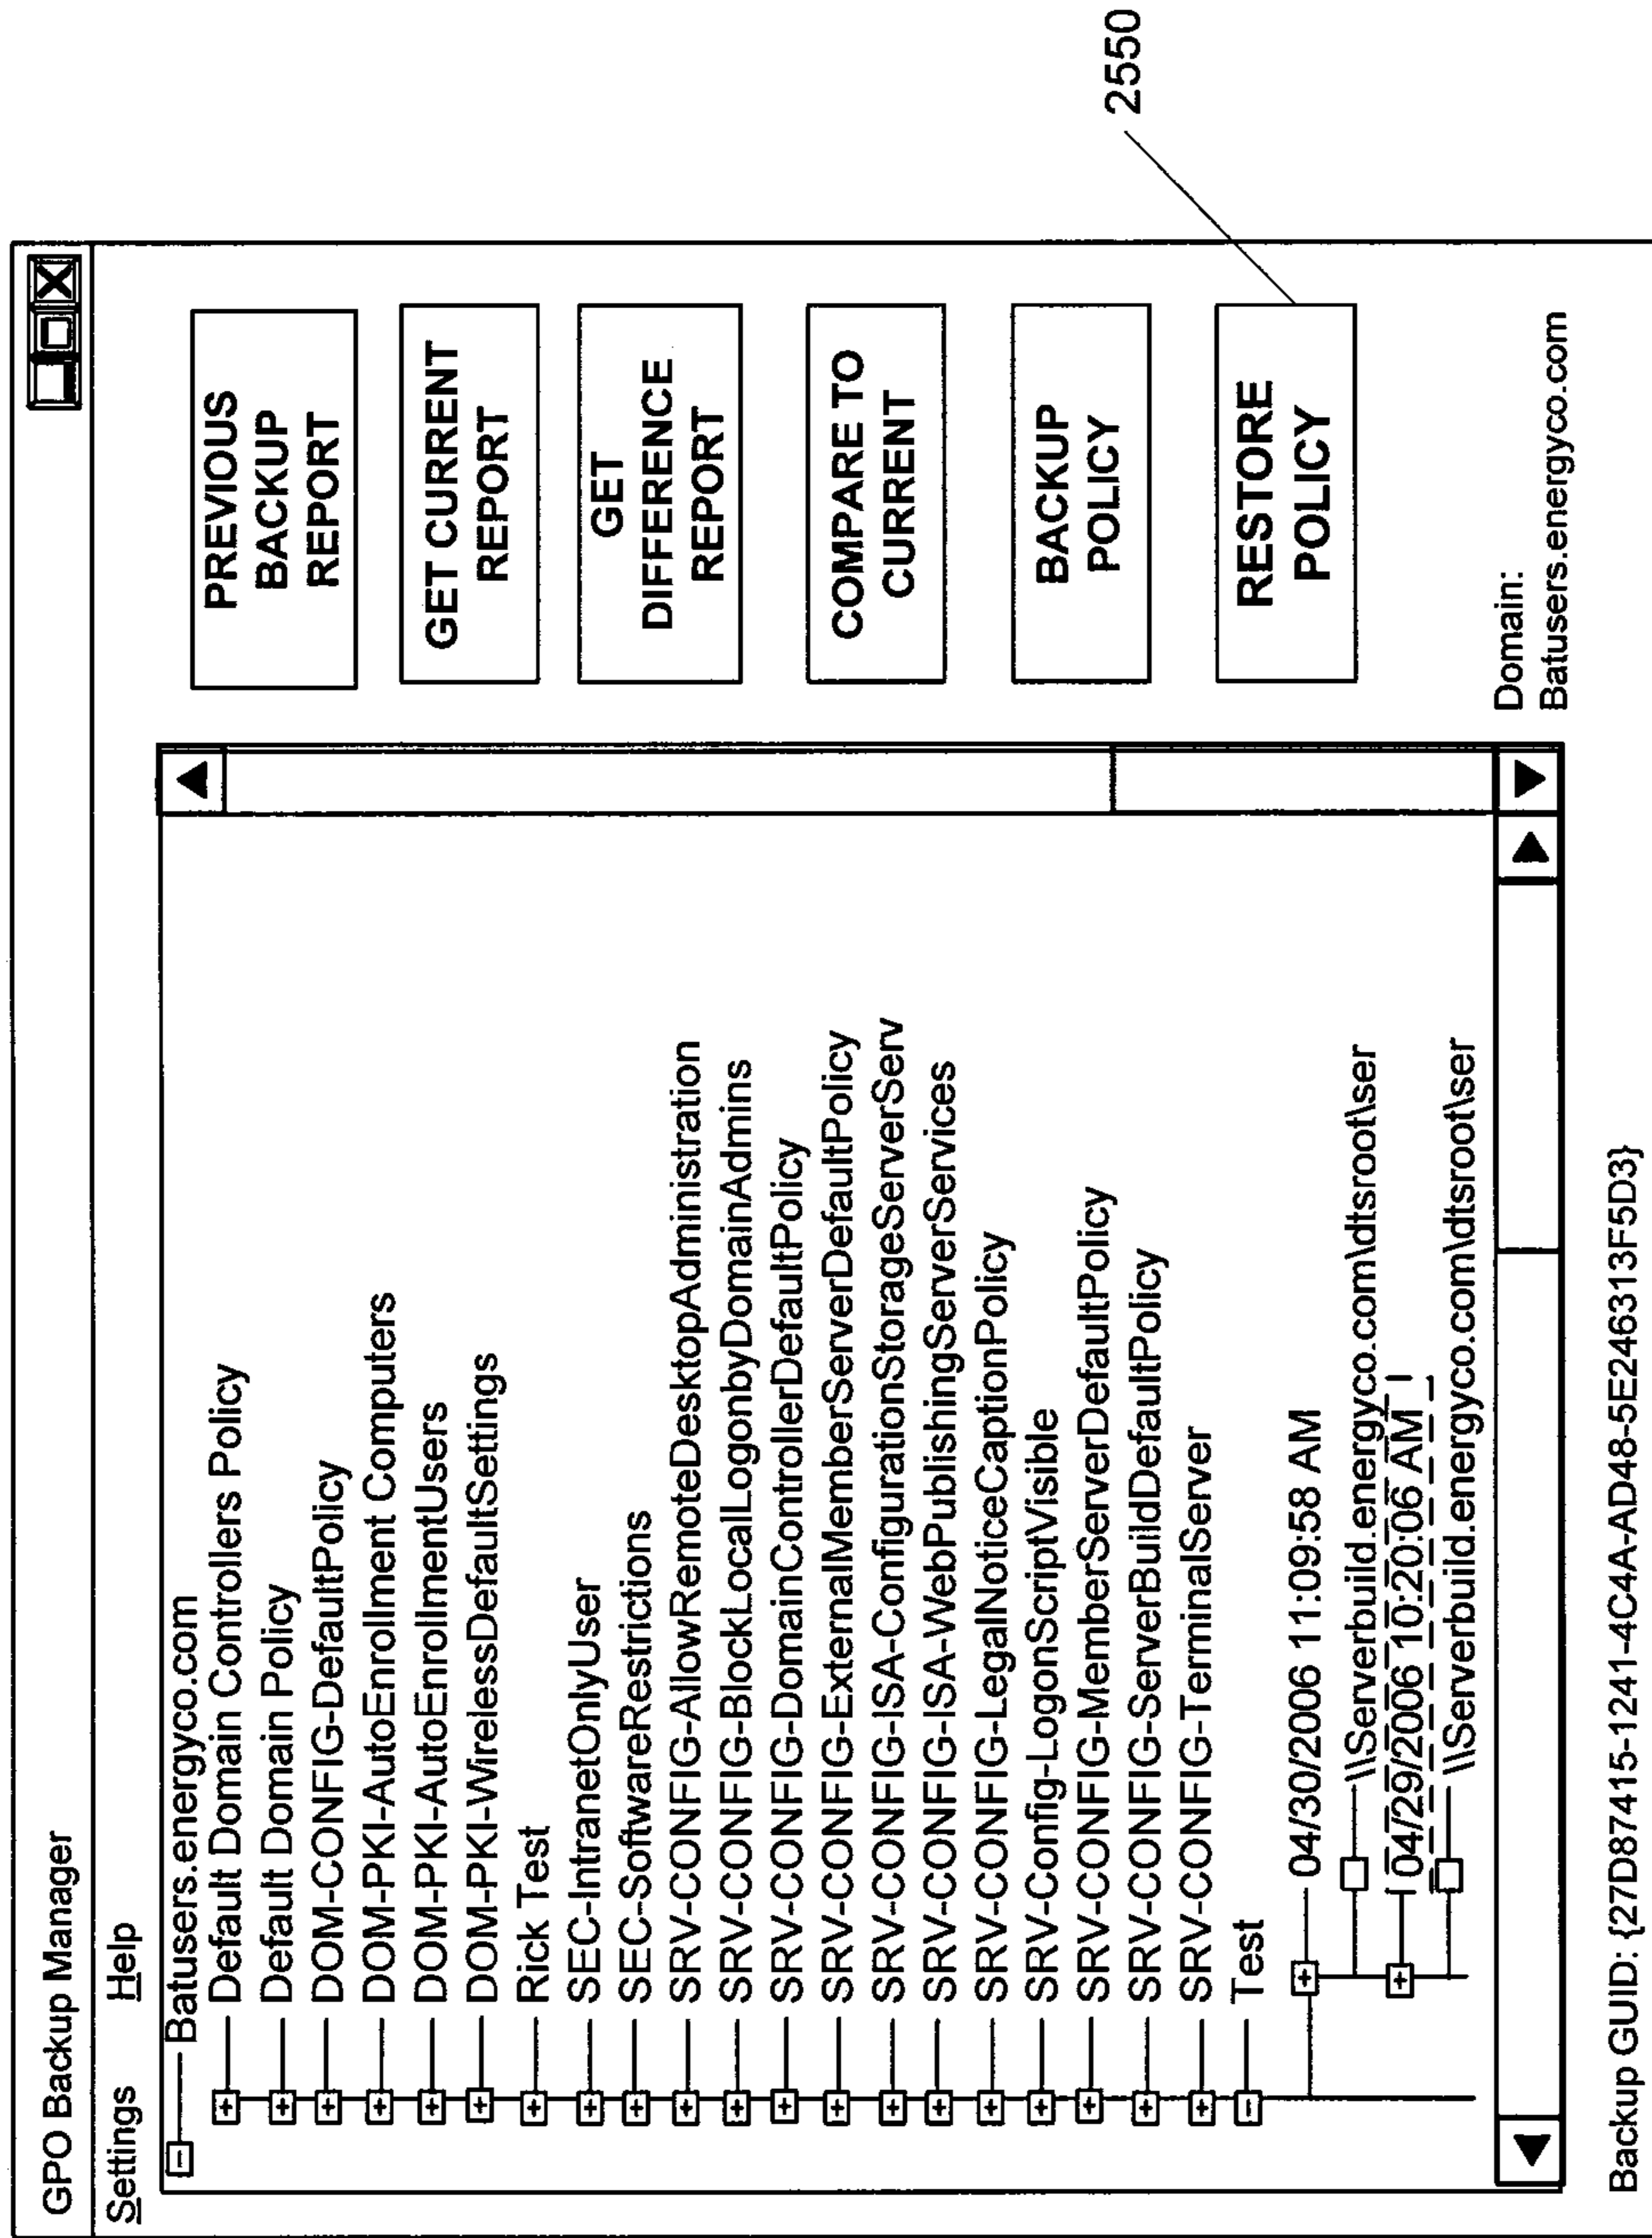 GPO Backup Manager
Settings Help
Batusers.energyco.com
Default Domain Controllers Policy
Default Domain Policy
DOM-CONFIG-DefaultPolicy
DOM-PKI-AutoEnrollment Computers
DOM-PKI-AutoEnrollmentUsers
DOM-PKI-WirelessDefaultSettings
Rick Test
SEC-IntranetOnlyUser
SEC-SoftwareRestrictions
SRV-CONFIG-AllowRemoteDesktopAdministration
SRV-CONFIG-BlockLocalLogonbyDomainAdmins
SRV-CONFIG-DomainControllerDefaultPolicy
SRV-CONFIG-ExternalMemberServerDefaultPolicy
SRV-CONFIG-ISA-ConfigurationStorageServerServ
SRV-CONFIG-ISA-WebPublishingServerServices
SRV-CONFIG-LegalNoticeCaptionPolicy
SRV-Config-LogonScriptVisible
SRV-CONFIG-MemberServerDefaultPolicy
SRV-CONFIG-ServerBuildDefaultPolicy
SRV-CONFIG-TerminalServer
Test
04/30/2006 11:09:58 AM
\\Serverbuild.energyco.com\dtsroot\ser
04/29/2006 10:20:06 AM
\\Serverbuild.energyco.com\dtsroot\ser
PREVIOUS
BACKUP
REPORT
GET CURRENT
REPORT
GET
DIFFERENCE
REPORT
COMPARE TO
CURRENT
BACKUP
POLICY
RESTORE
POLICY
2550
Domain:
Batusers.energyco.com
Backup GUID: {27D87415-1241-4C4A-AD48-5E246313F5D3}